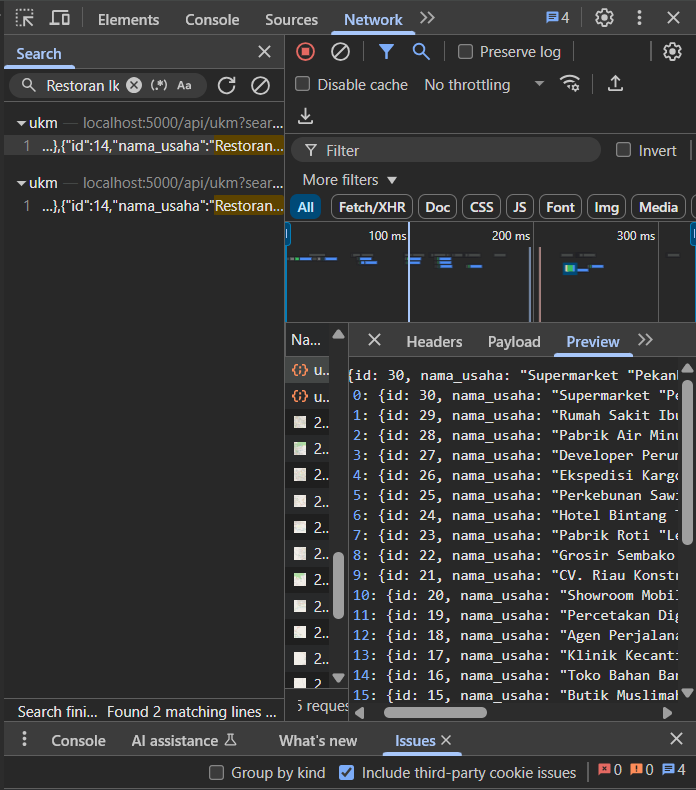 Elements Console Sources Network 4
Search
Restoran Ik (.*) Aa
ukm — localhost:5000/api/ukm?sear...
1 ...},{"id":14,"nama_usaha":"Restoran...
ukm — localhost:5000/api/ukm?sear...
1 ...},{"id":14,"nama_usaha":"Restoran...
Search fini... Found 2 matching lines ...
Preserve log
Disable cache No throttling
Filter Invert
More filters
All Fetch/XHR Doc CSS JS Font Img Media
100 ms 200 ms 300 ms
Na...
u..
u..
2..
2..
2..
2..
2..
2..
2..
2..
2..
2..
2
5 reques
Headers Payload Preview
{id: 30, nama_usaha: "Supermarket "Pekan
0: {id: 30, nama_usaha: "Supermarket "Pe
1: {id: 29, nama_usaha: "Rumah Sakit Ibu
2: {id: 28, nama_usaha: "Pabrik Air Minu
3: {id: 27, nama_usaha: "Developer Perum
4: {id: 26, nama_usaha: "Ekspedisi Kargo
5: {id: 25, nama_usaha: "Perkebunan Sawi
6: {id: 24, nama_usaha: "Hotel Bintang T
7: {id: 23, nama_usaha: "Pabrik Roti "Le
8: {id: 22, nama_usaha: "Grosir Sembako
9: {id: 21, nama_usaha: "CV. Riau Konstr
10: {id: 20, nama_usaha: "Showroom Mobil
11: {id: 19, nama_usaha: "Percetakan Dig
12: {id: 18, nama_usaha: "Agen Perjalana
13: {id: 17, nama_usaha: "Klinik Kecanti
14: {id: 16, nama_usaha: "Toko Bahan Ban
15: {id: 15, nama_usaha: "Butik Muslimah
Console AI assistance What's new Issues
Group by kind Include third-party cookie issues 0 0 4